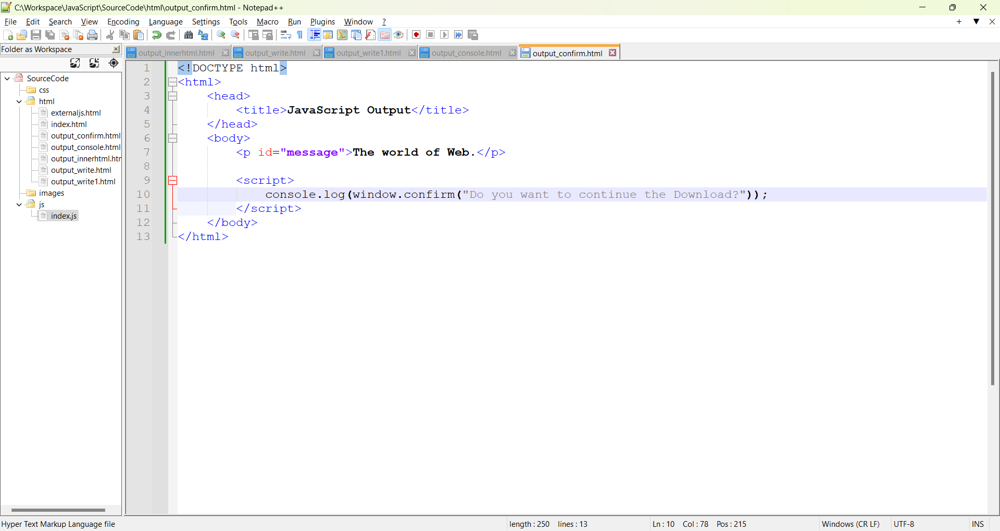 C:\Workspace\JavaScript\SourceCode\html\output_confirm.html - Notepad++
File Edit Search View Encoding Language Settings Tools Macro Run Plugins Window ?
Folder as Workspace
output_innerhtml.html output_write.html output_write1.html output_console.html output_confirm.html
SourceCode
css
html
externaljs.html
index.html
output_confirm.html
output_console.html
output_innerhtml.htm
output_write.html
output_write1.html
images
js
index.js
1 <!DOCTYPE html>
2 <html>
3 <head>
4 <title>JavaScript Output</title>
5 </head>
6 <body>
7 <p id="message">The world of Web.</p>
8
9 <script>
10 console.log(window.confirm("Do you want to continue the Download?"));
11 </script>
12 </body>
13 </html>
Hyper Text Markup Language file length : 250 lines : 13 Ln : 10 Col : 78 Pos : 215 Windows (CR LF) UTF-8 INS